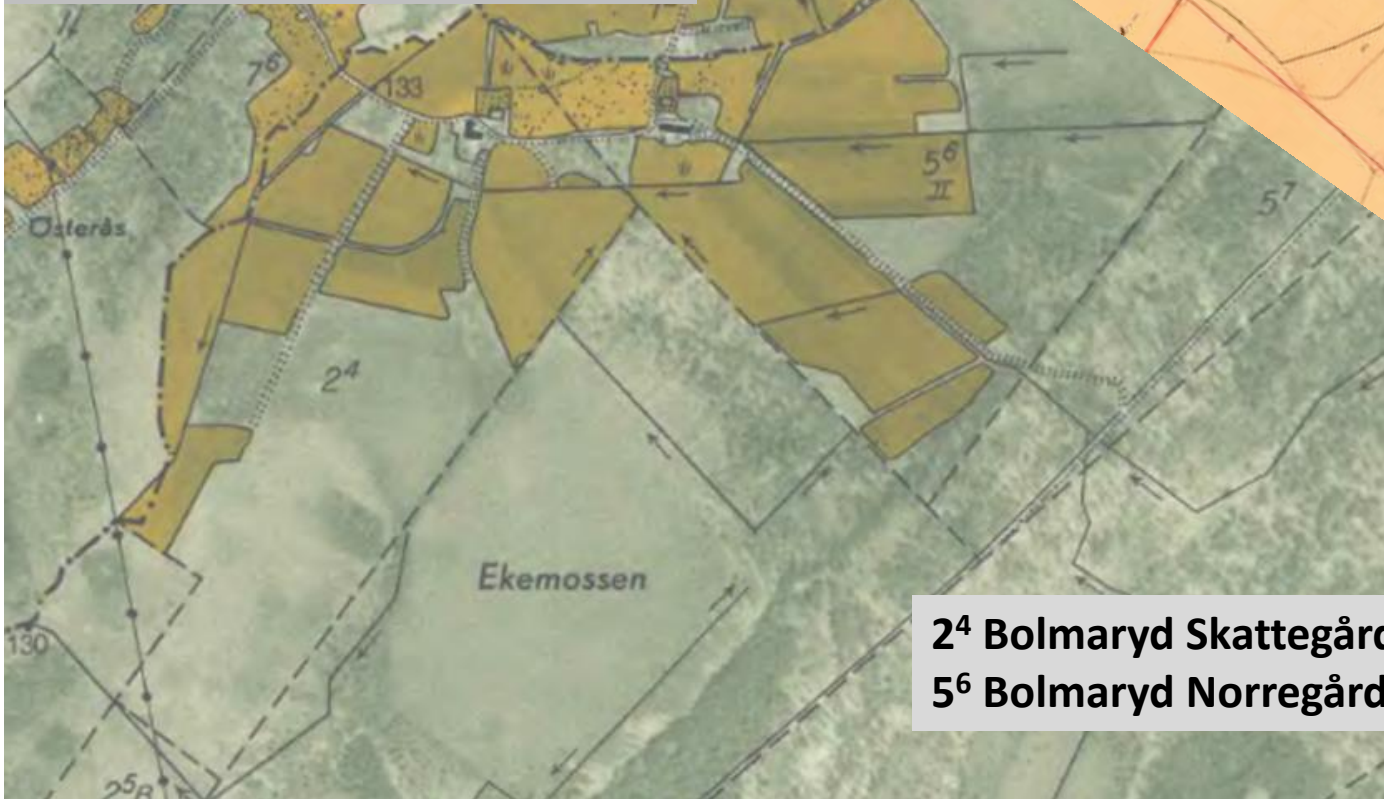 7⁶
133
5⁶
II
5⁷
Österås
2⁴
Ekemossen
130
2⁴ Bolmaryd Skattegård
5⁶ Bolmaryd Norregård
2⁵B